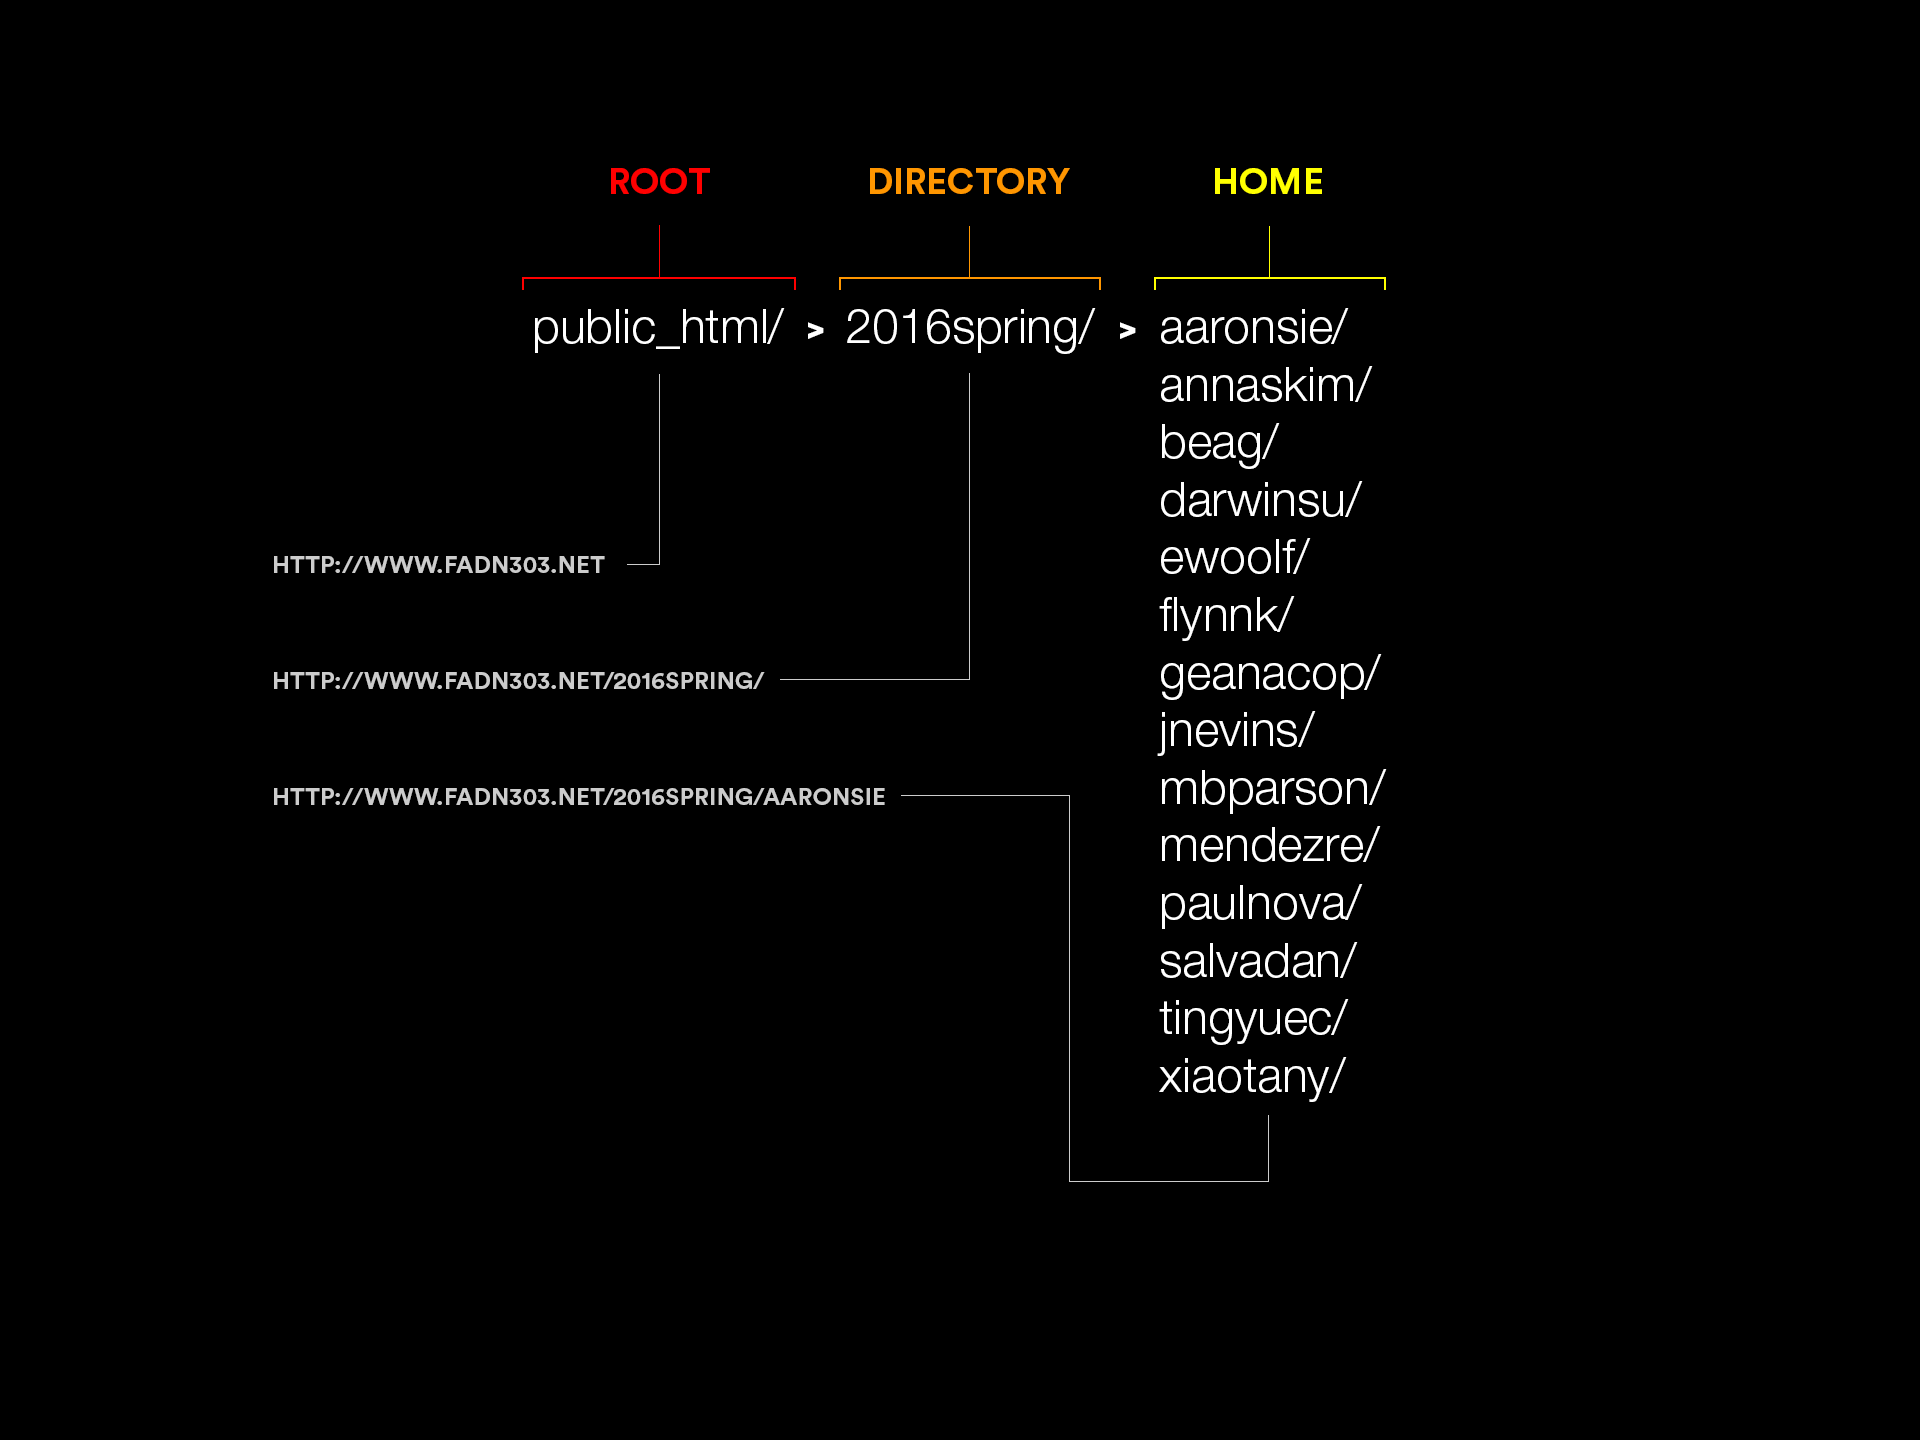 ROOT DIRECTORY HOME
public_html/ > 2016spring/ > aaronsie/
annaskim/
beag/
darwinsu/
ewoolf/
HTTP://WWW.FADN303.NET
flynnk/
geanacop/
HTTP://WWW.FADN303.NET/2016SPRING/
jnevins/
mbparson/
HTTP://WWW.FADN303.NET/2016SPRING/AARONSIE
mendezre/
paulnova/
salvadan/
tingyuec/
xiaotany/